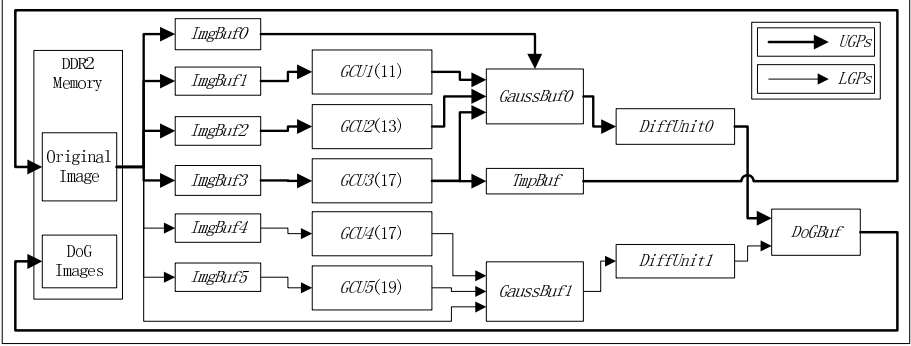 DDR2
Memory
Original
Image
DoG
Images
ImgBuf0
ImgBuf1
ImgBuf2
ImgBuf3
ImgBuf4
ImgBuf5
GCU1(11)
GCU2(13)
GCU3(17)
GCU4(17)
GCU5(19)
GaussBuf0
TmpBuf
GaussBuf1
DiffUnit0
DiffUnit1
DoGBuf
UGPs
LGPs